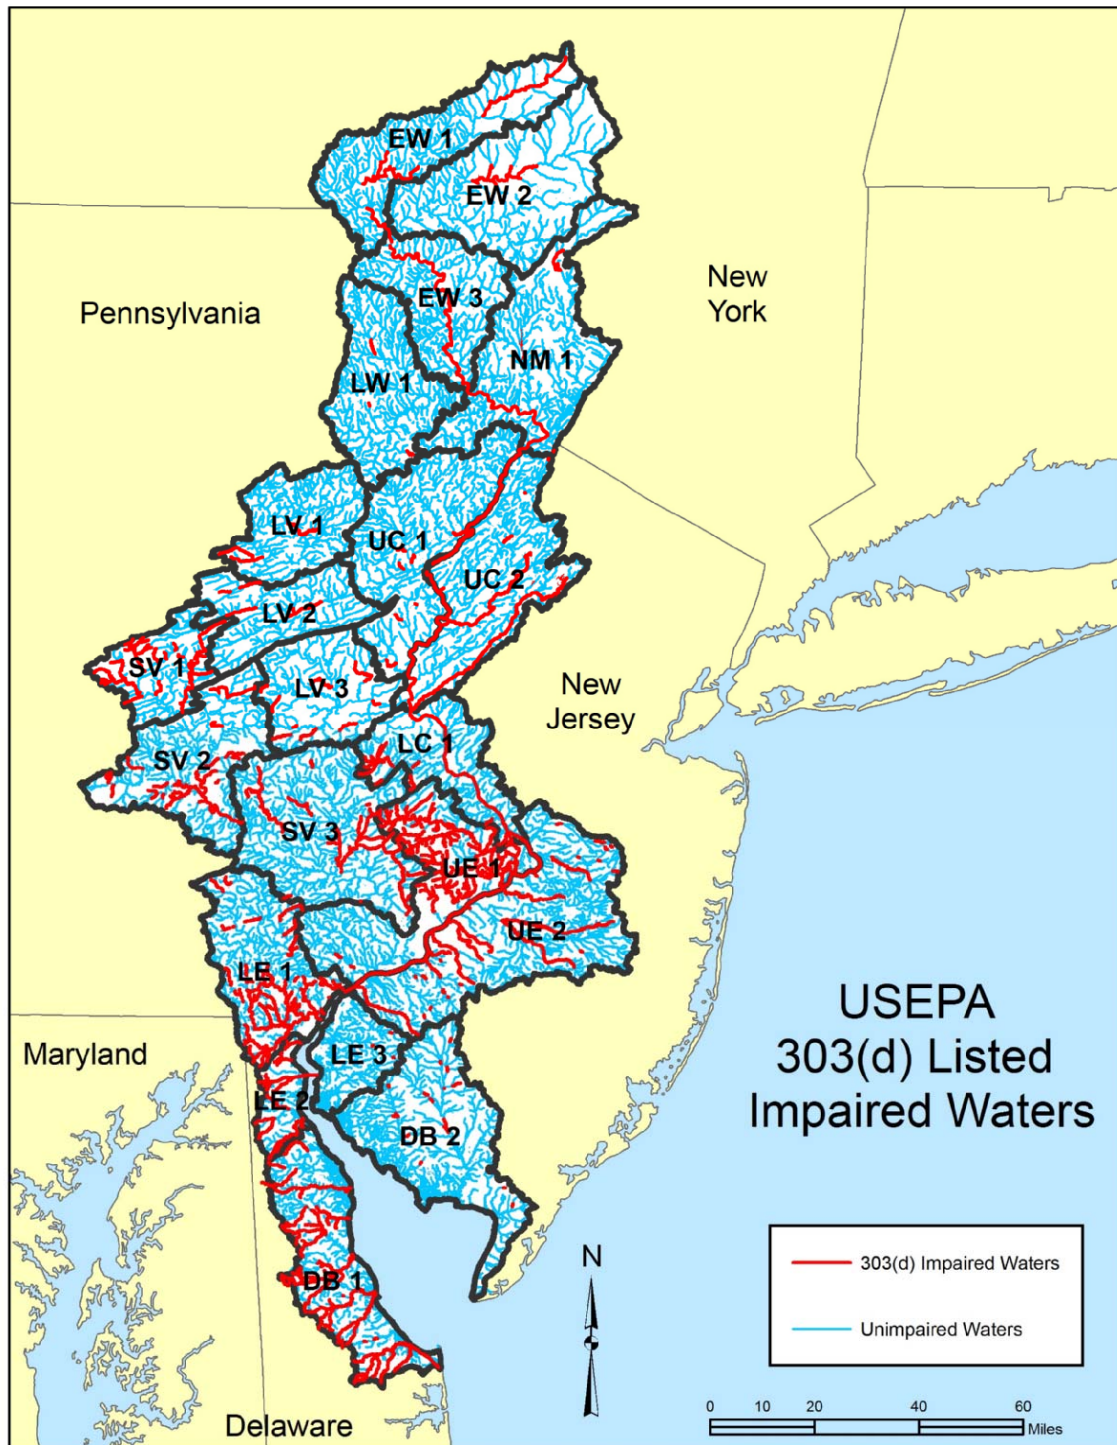 EW 1
EW 2
New
York
Pennsylvania
EW 3
NM 1
LW 1
LV 1
UC 1
UC 2
LV 2
SV 1
LV 3
New
Jersey
LC 1
SV 2
SV 3
UE 1
UE 2
LE 1
USEPA
303(d) Listed
Impaired Waters
Maryland
LE 3
LE 2
DB 2
N
303(d) Impaired Waters
DB 1
Unimpaired Waters
0 20 40 60
Miles
Delaware